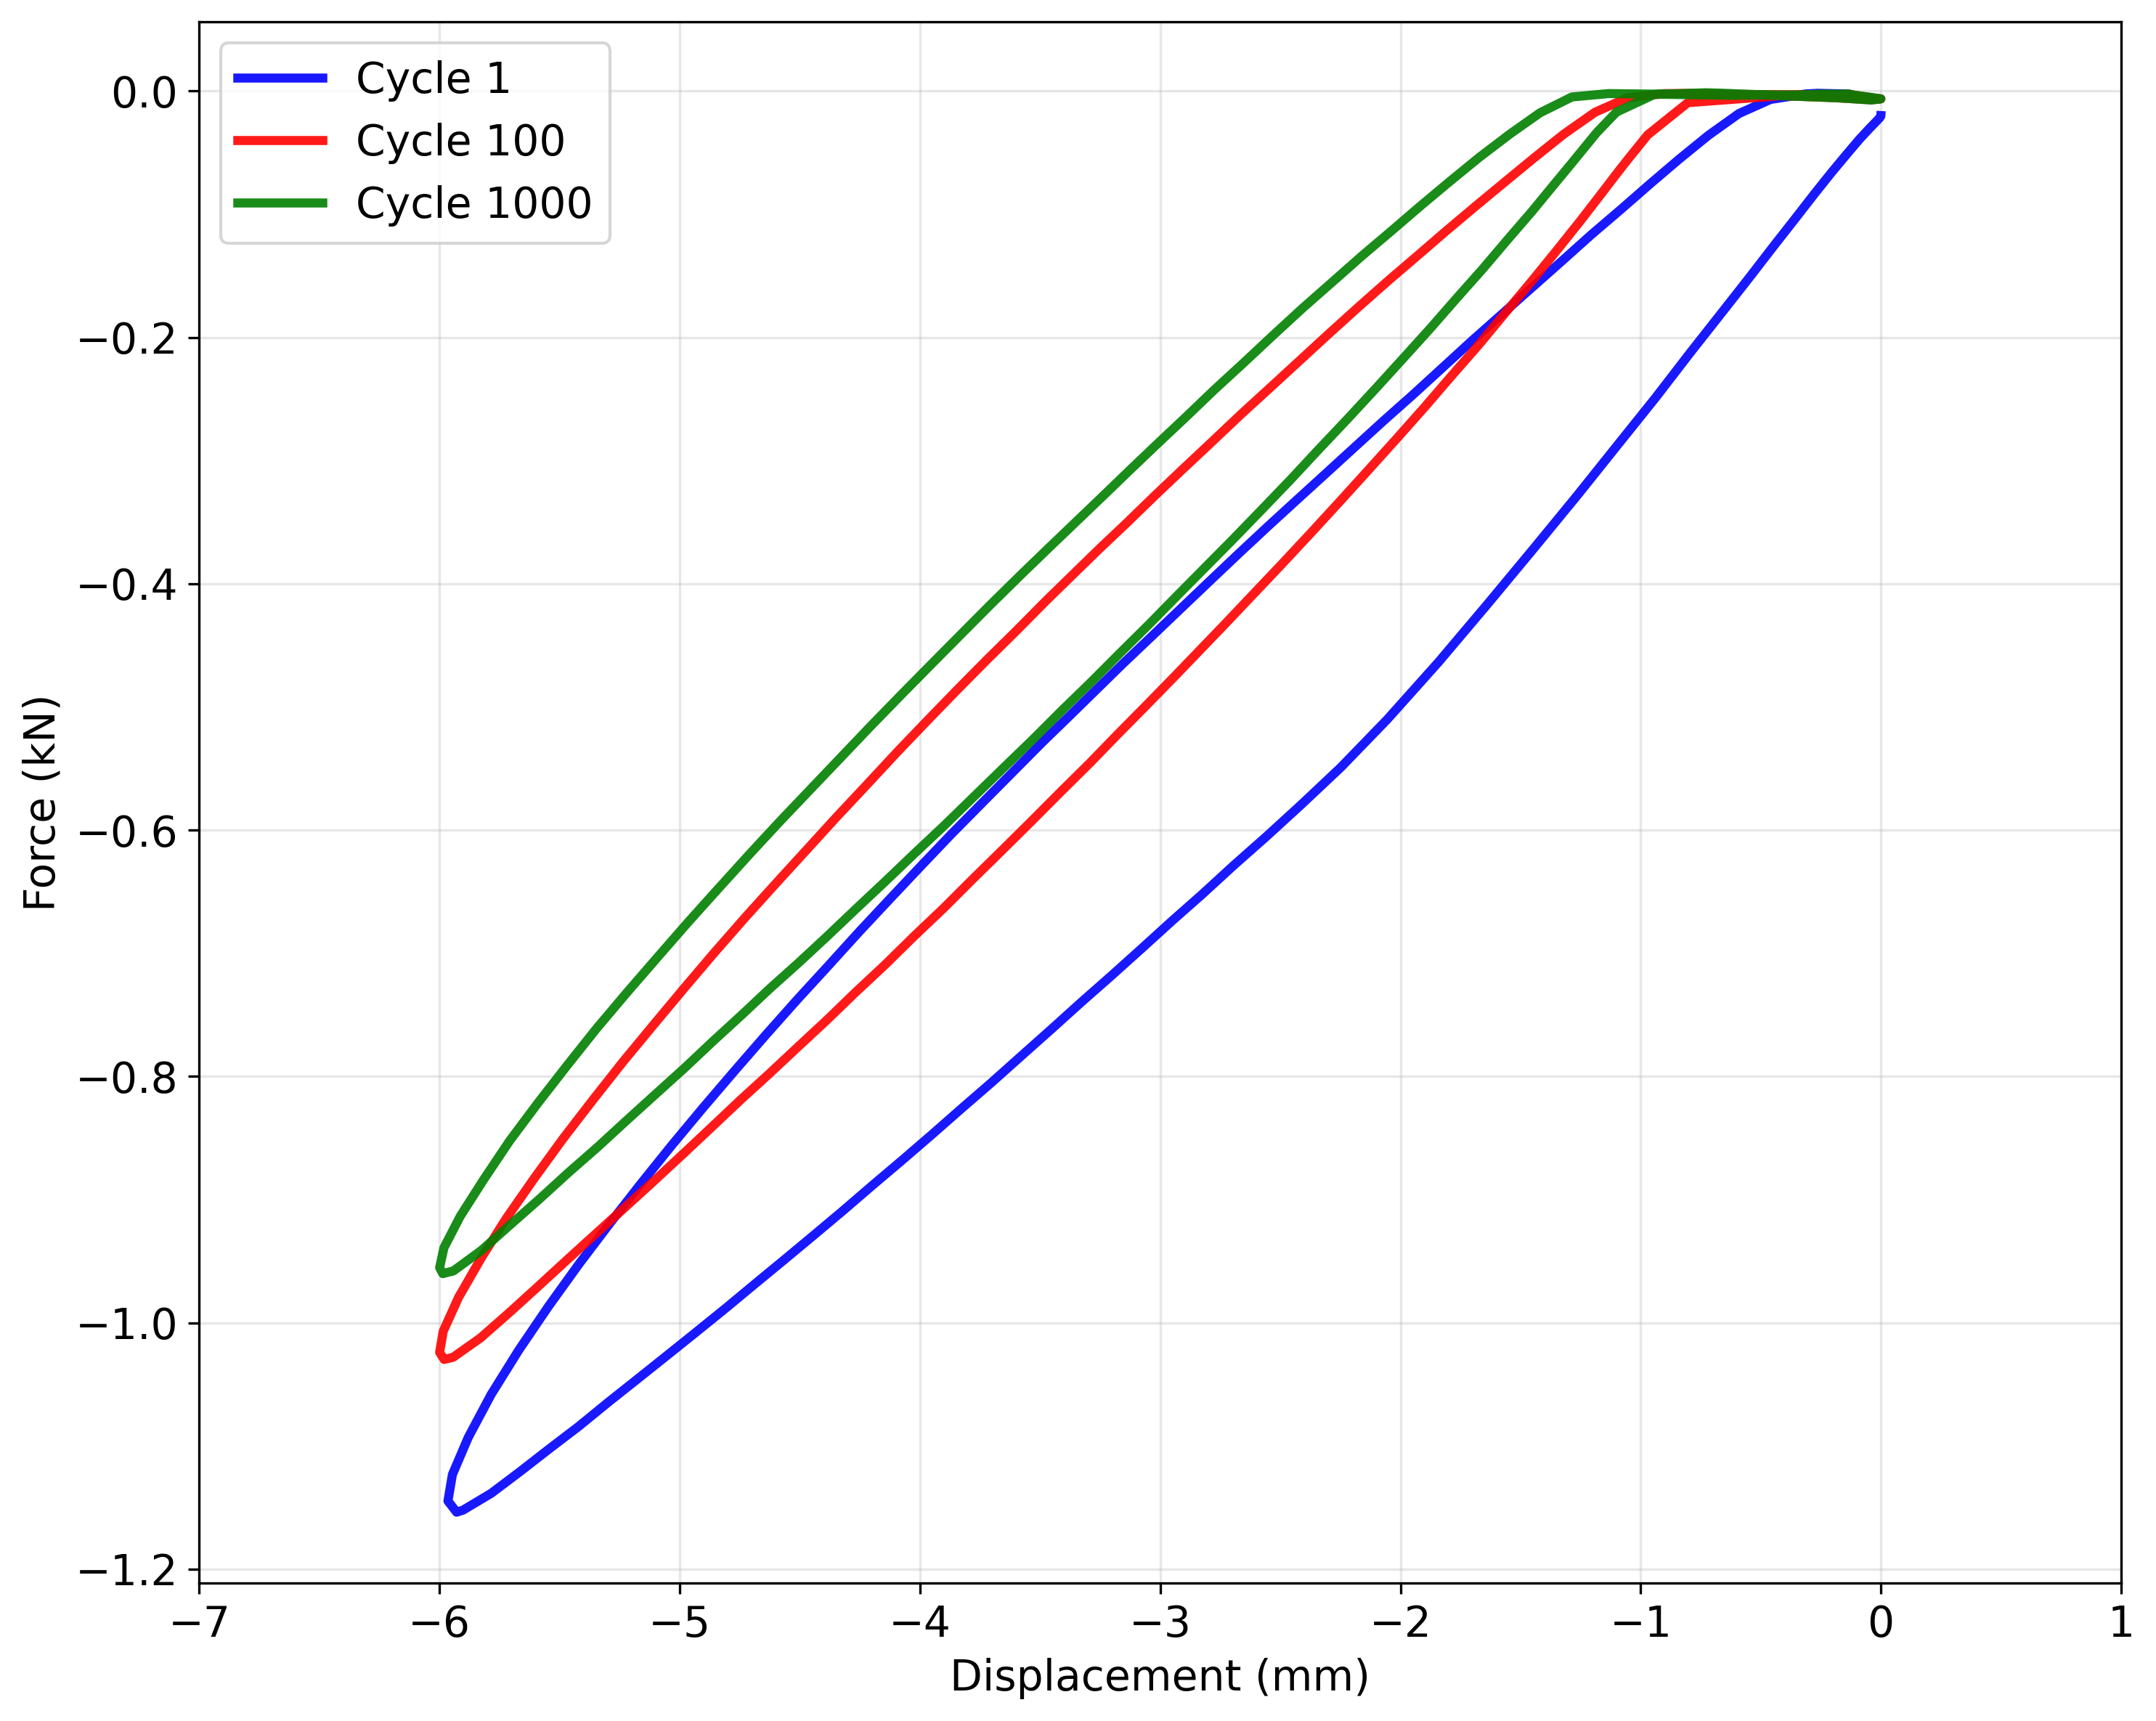 Cycle 1
Cycle 100
Cycle 1000
0.0
−0.2
−0.4
−0.6
−0.8
−1.0
−1.2
Force (kN)
−7 −6 −5 −4 −3 −2 −1 0 1
Displacement (mm)